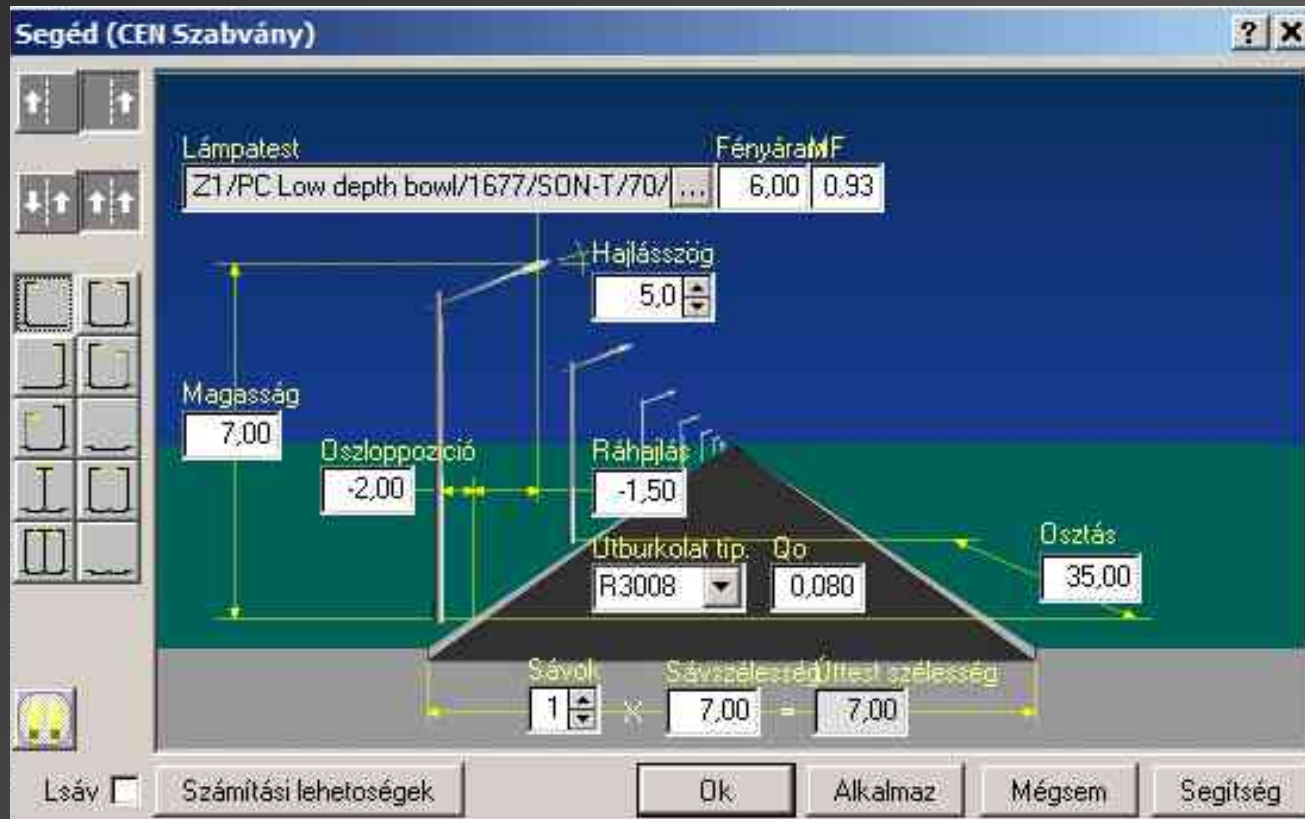 Segéd (CEN Szabvány)
Lámpatest
Fényáram MF
Z1/PC Low depth bowl/1677/SON-T/70/ ... 6,00 0,93
Hajlásszög
5,0
Magasság
7,00
Oszloppozíció
-2,00
Ráhajlás
-1,50
Útburkolat típ. Qo
R3008 0,080
Osztás
35,00
Sávok Sávszélesség Úttest szélesség
1 X 7,00 = 7,00
Lsáv Számítási lehetoségek Ok Alkalmaz Mégsem Segítség